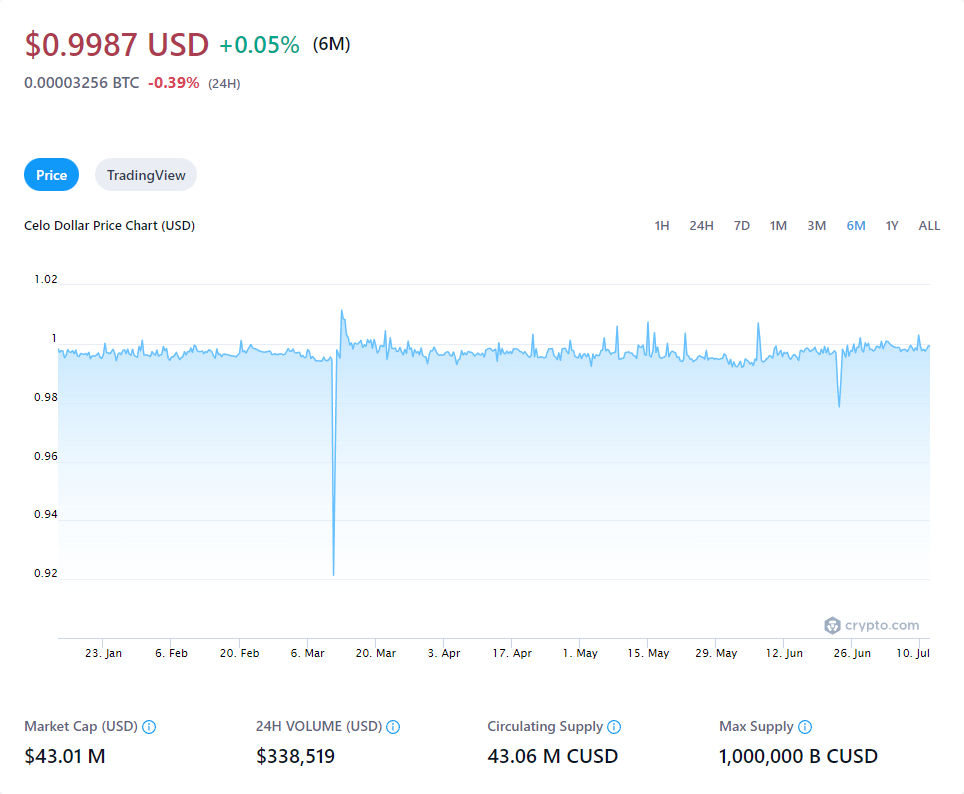 $0.9987 USD +0.05% (6M)
0.00003256 BTC -0.39% (24H)
Price TradingView
Celo Dollar Price Chart (USD) 1H 24H 7D 1M 3M 6M 1Y ALL
1.02
1
0.98
0.96
0.94
0.92
crypto.com
23. Jan 6. Feb 20. Feb 6. Mar 20. Mar 3. Apr 17. Apr 1. May 15. May 29. May 12. Jun 26. Jun 10. Jul
Market Cap (USD) 24H VOLUME (USD) Circulating Supply Max Supply
$43.01 M $338,519 43.06 M CUSD 1,000,000 B CUSD